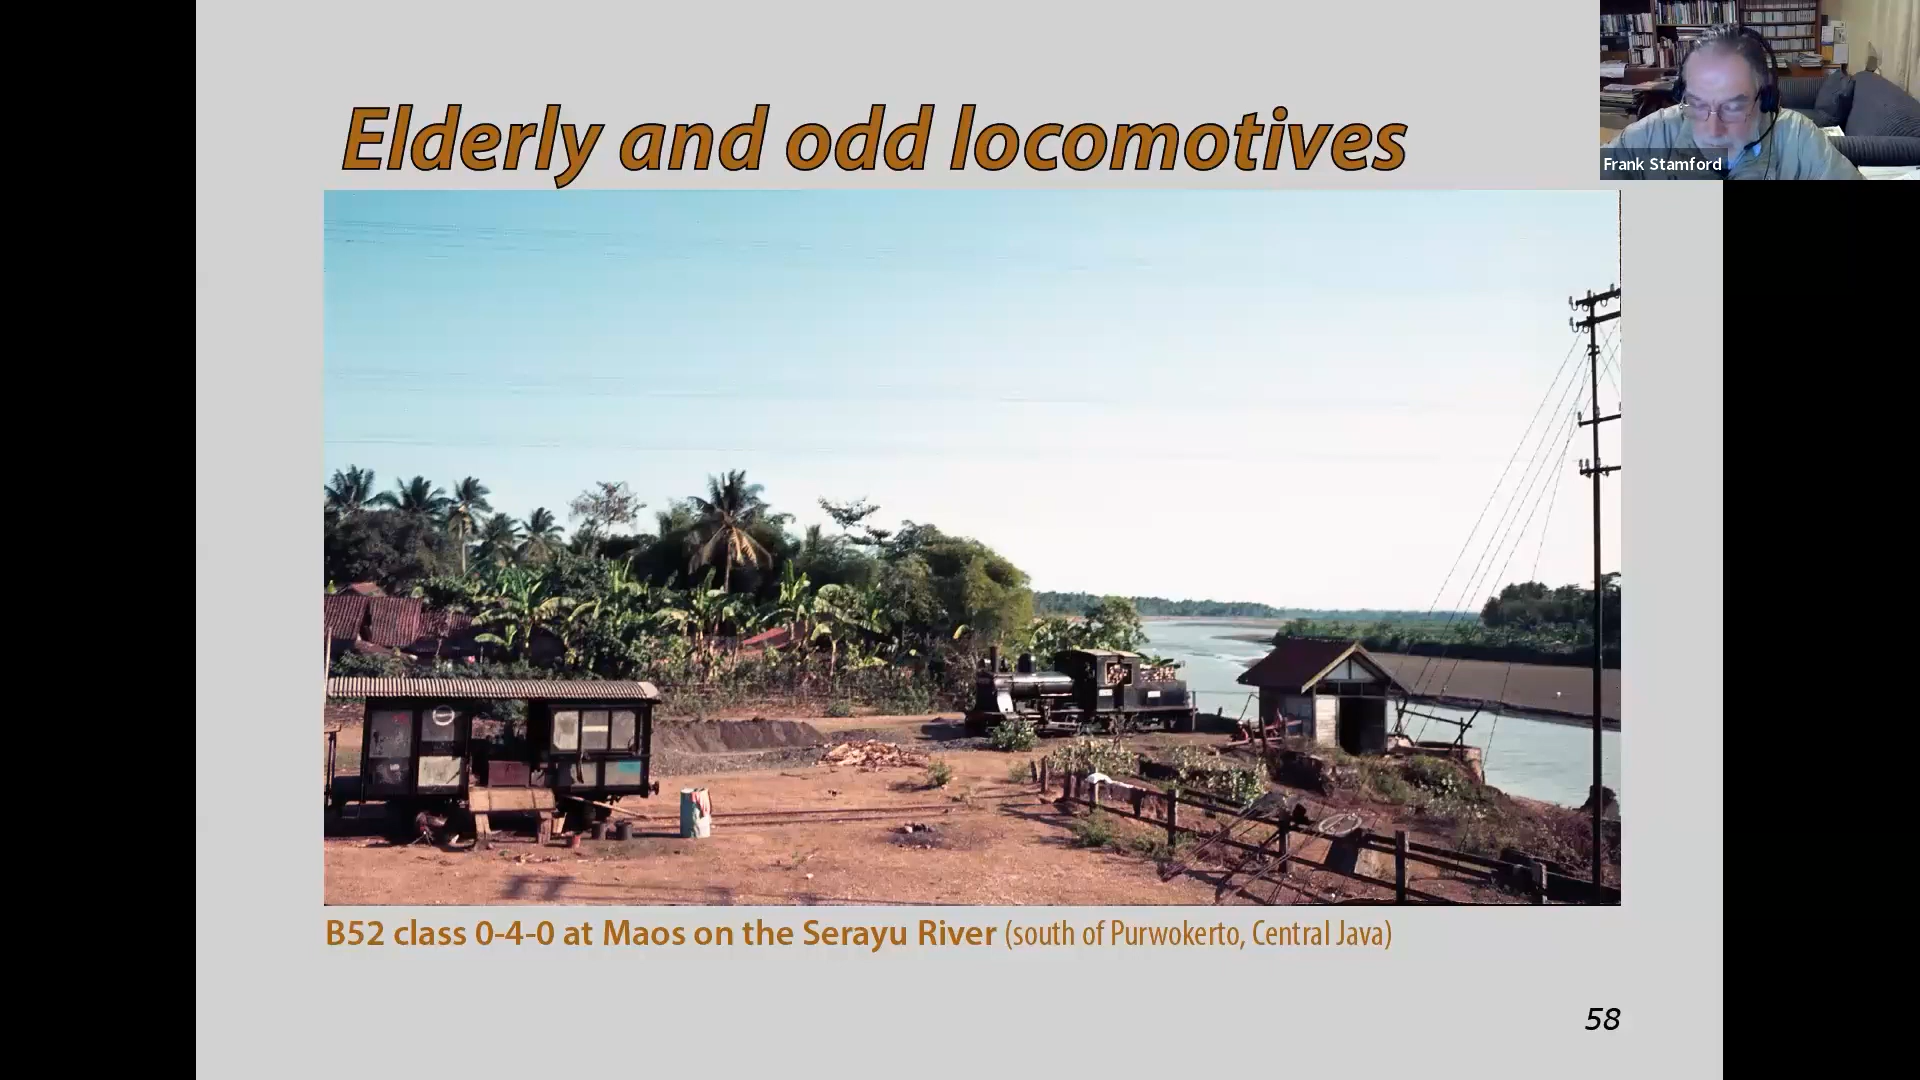 Elderly and odd locomotives
Frank Stamford
B52 class 0-4-0 at Maos on the Serayu River (south of Purwokerto, Central Java)
58